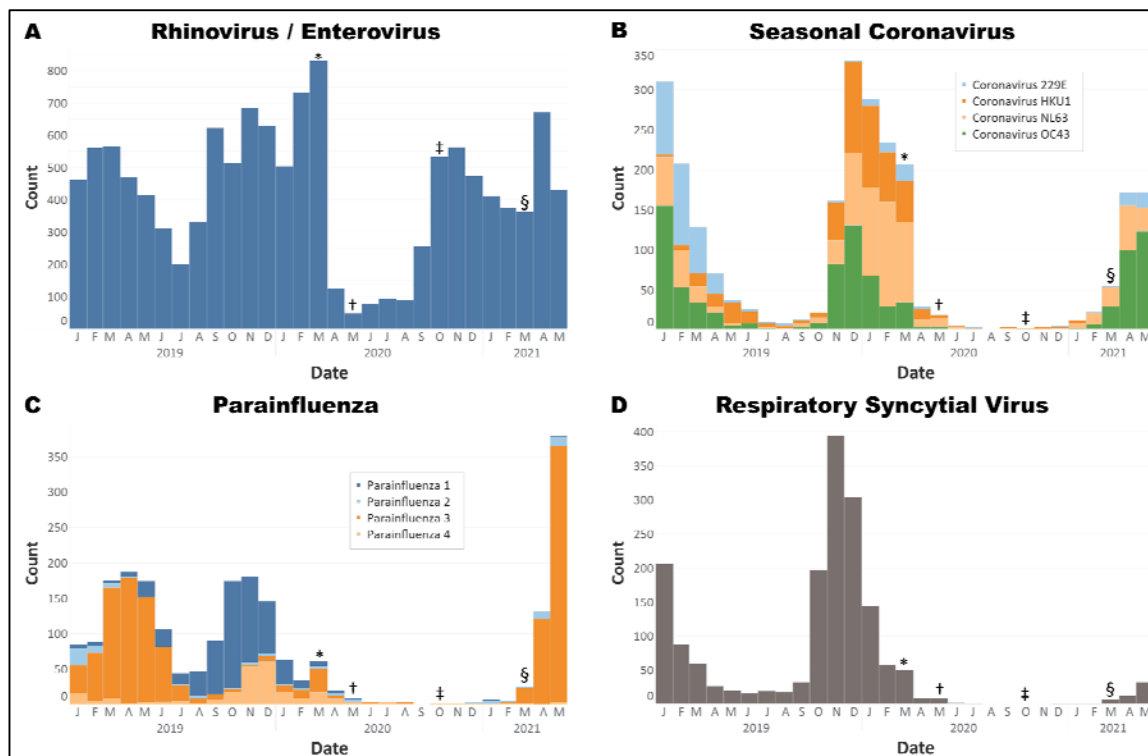 A Rhinovirus / Enterovirus
800
700
600
500
400
300
200
100
0
Count
*
†
‡
§
J F M A M J J A S O N D J F M A M J J A S O N D J F M A M
2019 2020 2021
Date
B Seasonal Coronavirus
350
300
250
200
150
100
50
0
Count
Coronavirus 229E
Coronavirus HKU1
Coronavirus NL63
Coronavirus OC43
*
†
‡
§
J F M A M J J A S O N D J F M A M J J A S O N D J F M A M
2019 2020 2021
Date
C Parainfluenza
350
300
250
200
150
100
50
0
Count
Parainfluenza 1
Parainfluenza 2
Parainfluenza 3
Parainfluenza 4
*
†
‡
§
J F M A M J J A S O N D J F M A M J J A S O N D J F M A M
2019 2020 2021
Date
D Respiratory Syncytial Virus
400
350
300
250
200
150
100
50
0
Count
*
†
‡
§
J F M A M J J A S O N D J F M A M J J A S O N D J F M A M
2019 2020 2021
Date